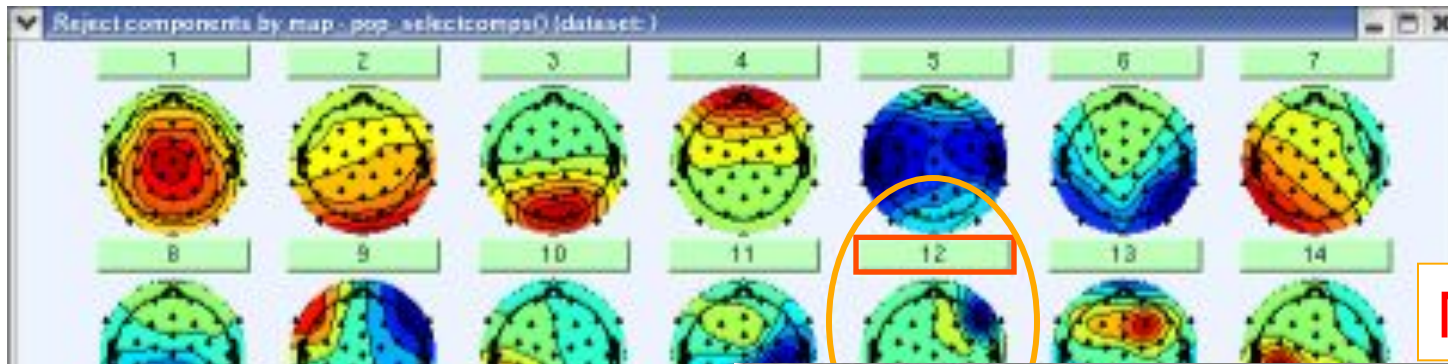 Reject components by map - pop_selectcomps() (dataset: )
1 2 3 4 5 6 7
8 9 10 11 12 13 14